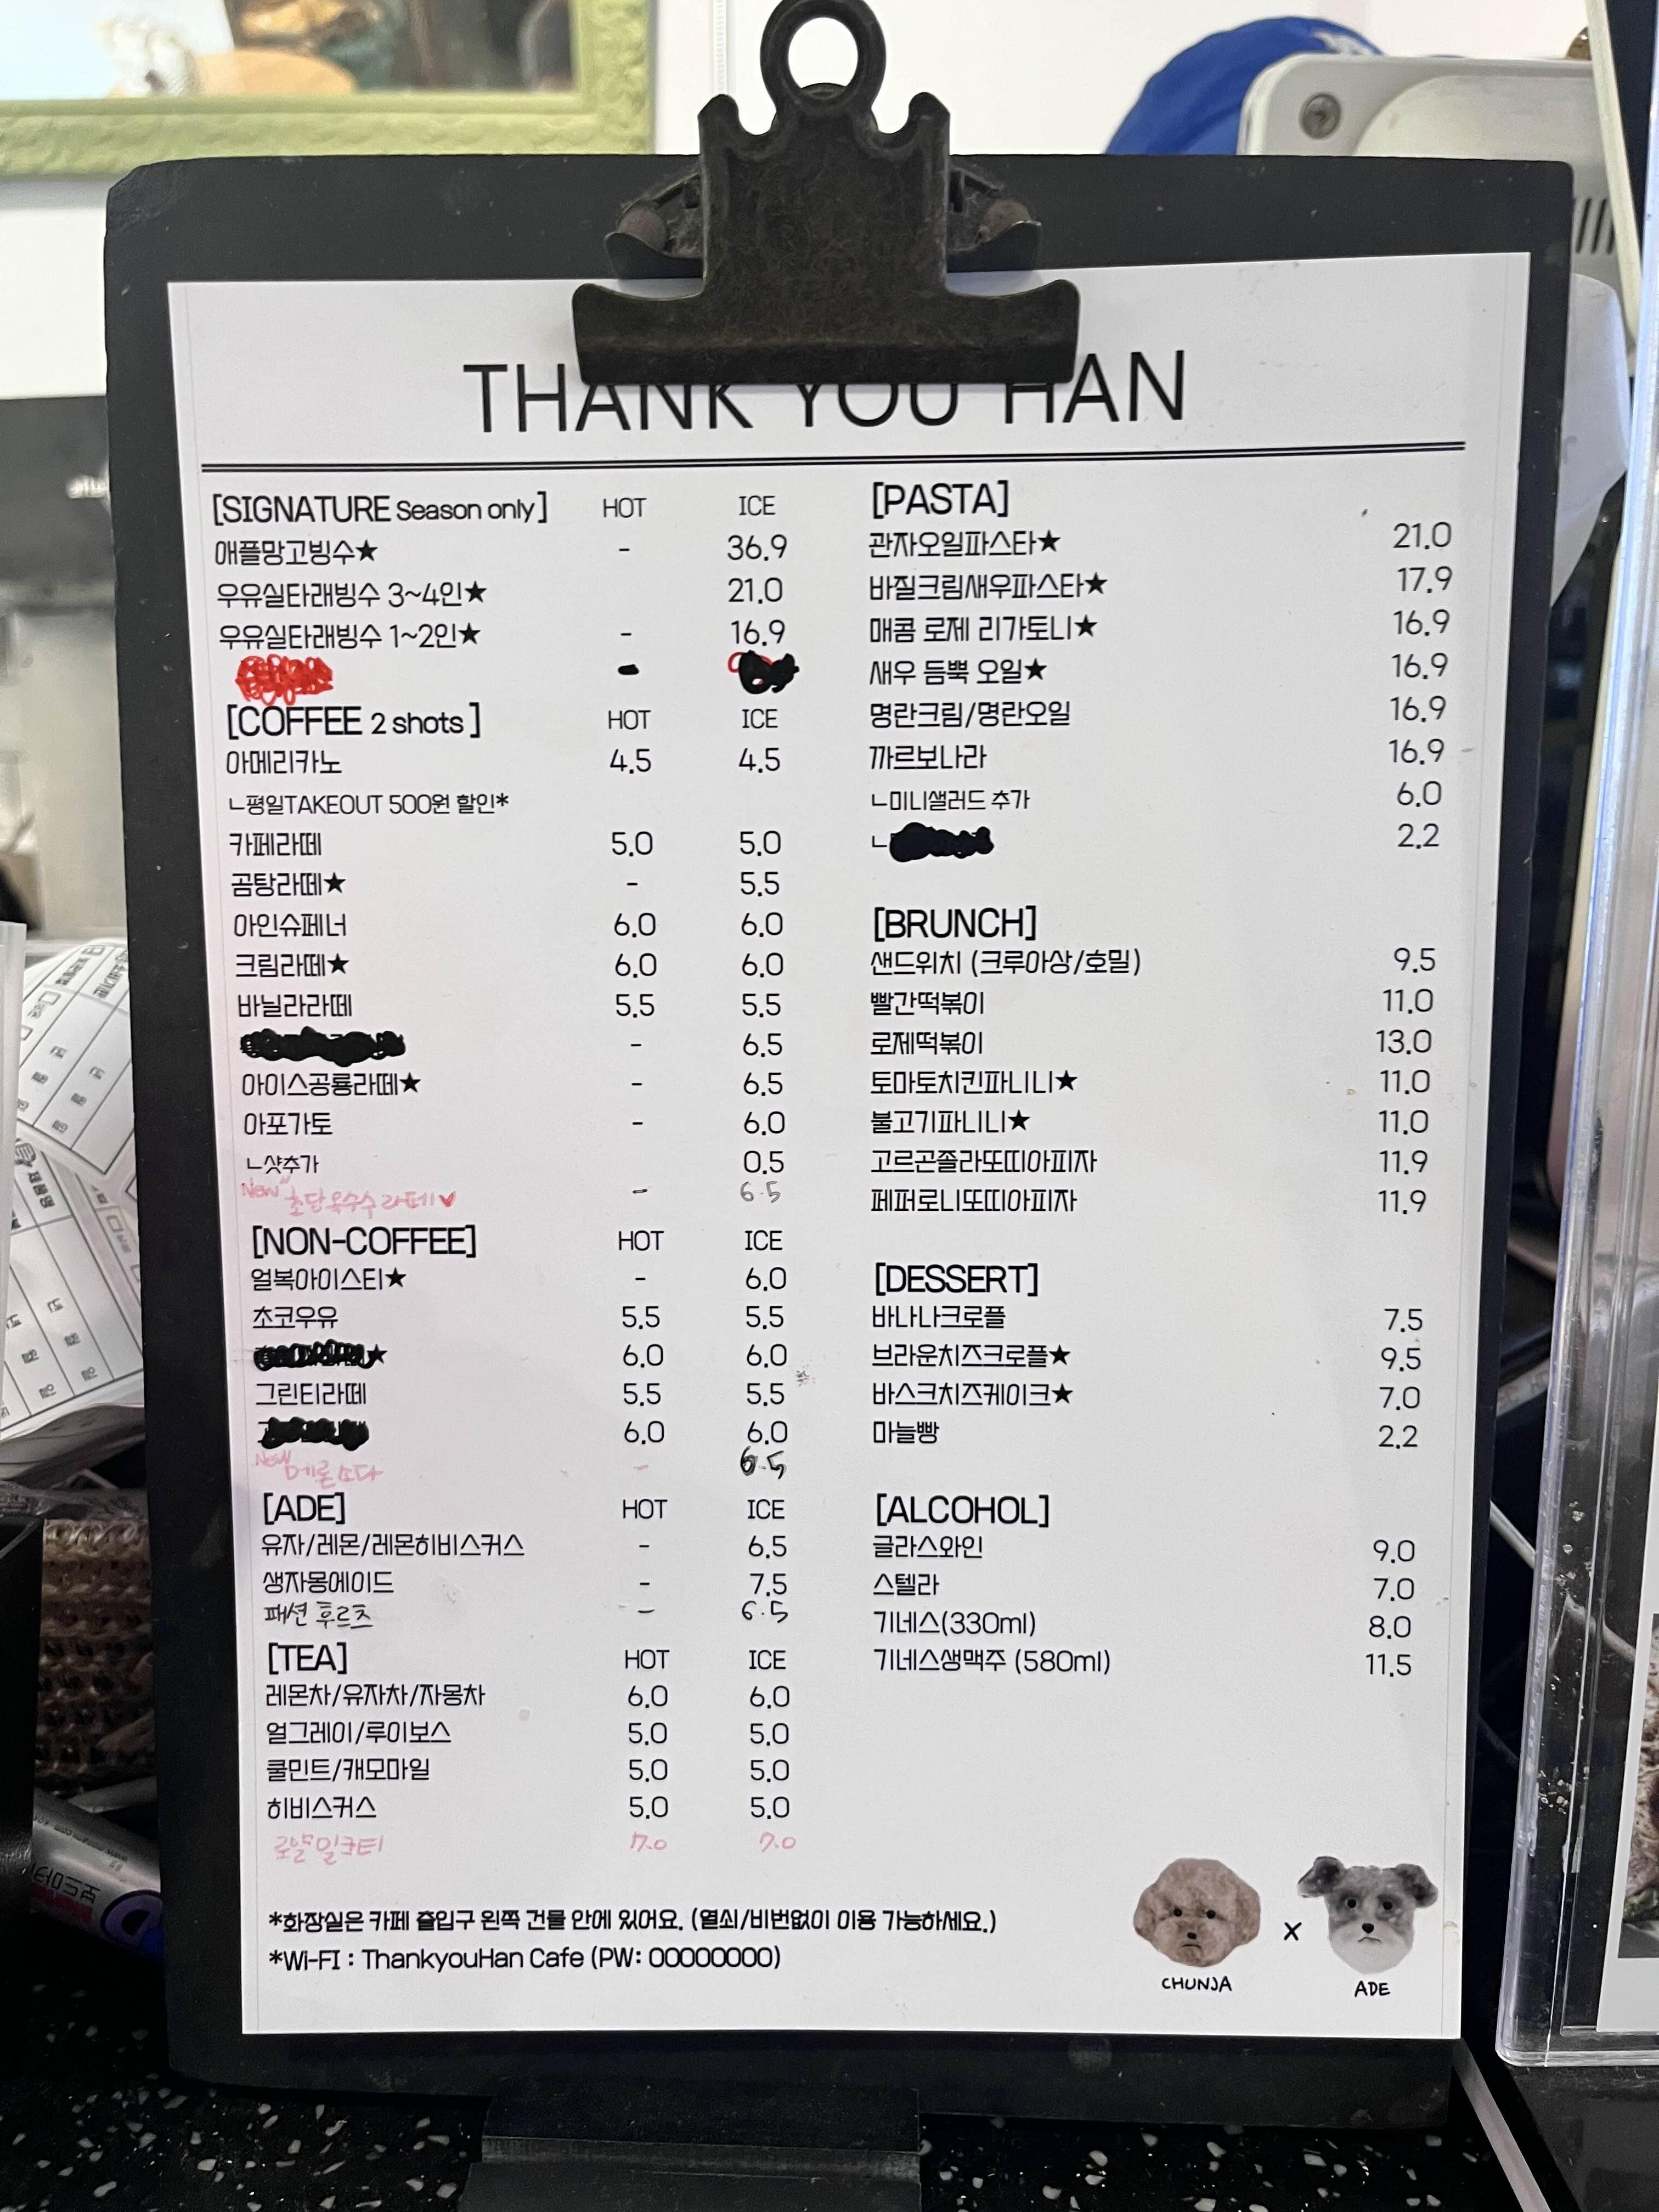 THANK YOU HAN
[SIGNATURE Season only] HOT ICE
애플망고빙수★ - 36.9
우유실타래빙수 3~4인★ 21.0
우유실타래빙수 1~2인★ - 16.9
[COFFEE 2 shots] HOT ICE
아메리카노 4.5 4.5
ㄴ평일TAKEOUT 500원 할인*
카페라떼 5.0 5.0
곰탕라떼★ - 5.5
아인슈페너 6.0 6.0
크림라떼★ 6.0 6.0
바닐라라떼 5.5 5.5
- 6.5
아이스공룡라떼★ - 6.5
아포가토 - 6.0
ㄴ샷추가 0.5
New 초당옥수수라떼♥ - 6.5
[NON-COFFEE] HOT ICE
얼복아이스티★ - 6.0
초코우유 5.5 5.5
★ 6.0 6.0
그린티라떼 5.5 5.5
6.0 6.0
New 메론소다 - 6.5
[ADE] HOT ICE
유자/레몬/레몬히비스커스 - 6.5
생자몽에이드 - 7.5
패션후르츠 - 6.5
[TEA] HOT ICE
레몬차/유자차/자몽차 6.0 6.0
얼그레이/루이보스 5.0 5.0
쿨민트/캐모마일 5.0 5.0
히비스커스 5.0 5.0
로얄밀크티 7.0 7.0
[PASTA]
관자오일파스타★ 21.0
바질크림새우파스타★ 17.9
매콤 로제 리가토니★ 16.9
새우 듬뿍 오일★ 16.9
명란크림/명란오일 16.9
까르보나라 16.9
ㄴ미니샐러드 추가 6.0
ㄴ 2.2
[BRUNCH]
샌드위치 (크루아상/호밀) 9.5
빨간떡볶이 11.0
로제떡볶이 13.0
토마토치킨파니니★ 11.0
불고기파니니★ 11.0
고르곤졸라또띠아피자 11.9
페퍼로니또띠아피자 11.9
[DESSERT]
바나나크로플 7.5
브라운치즈크로플★ 9.5
바스크치즈케이크★ 7.0
마늘빵 2.2
[ALCOHOL]
글라스와인 9.0
스텔라 7.0
기네스(330ml) 8.0
기네스생맥주 (580ml) 11.5
*화장실은 카페 출입구 왼쪽 건물 안에 있어요. (열쇠/비번없이 이용 가능하세요.)
*Wi-FI : ThankyouHan Cafe (PW: 00000000)
CHUNJA x ADE